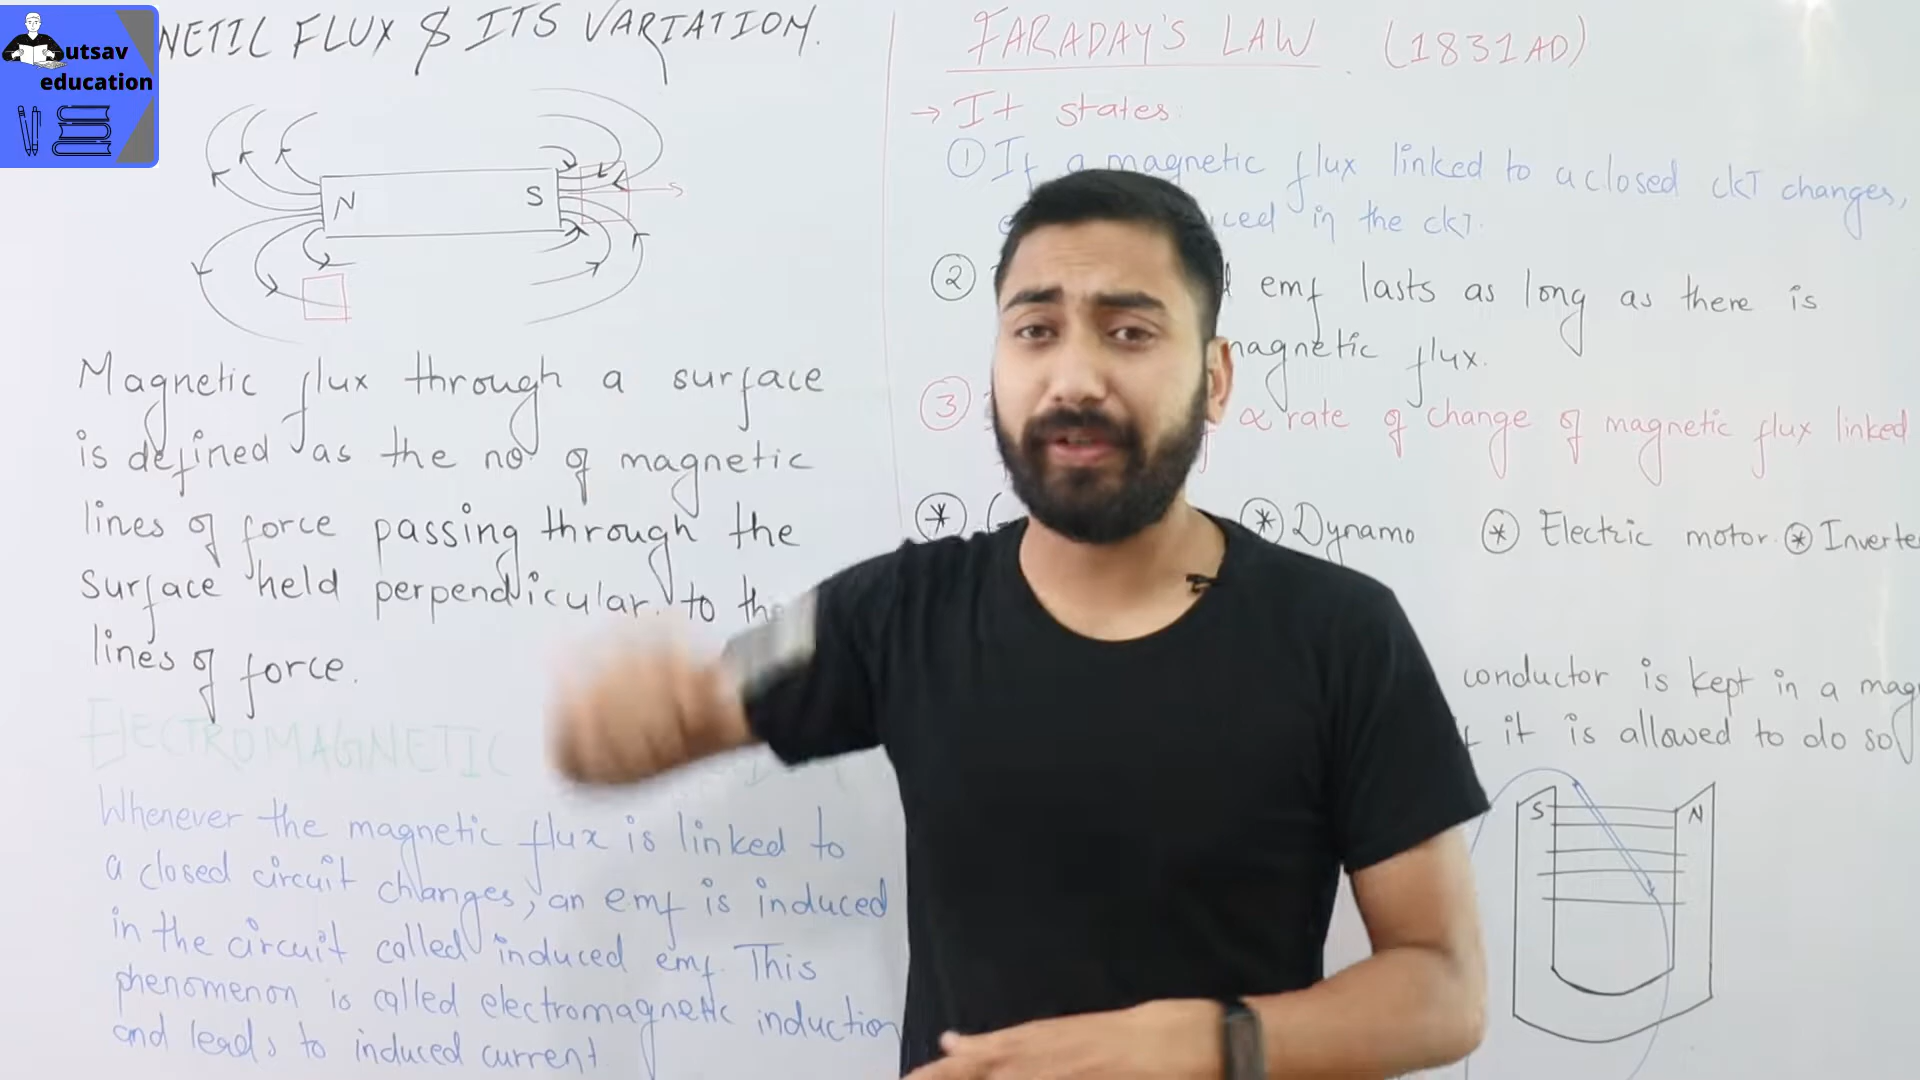 utsav
education
NETIC FLUX & ITS VARIATION.
N
S
Magnetic flux through a surface
is defined as the no. of magnetic
lines of force passing through the
surface held perpendicular to the
lines of force.
ELECTROMAGNETIC
Whenever the magnetic flux is linked to
a closed circuit changes, an emf is induced
in the circuit called induced emf. This
phenomenon is called electromagnetic induction
and leads to induced current
FARADAY'S LAW (1831AD)
→ It states:
① If a magnetic flux linked to a closed ckT changes,
in the ckT.
② emf lasts as long as there is
magnetic flux.
③ ∝ rate of change of magnetic flux linked
* * Dynamo * Electric motor * Inverte
conductor is kept in a mag
it is allowed to do so
S
N